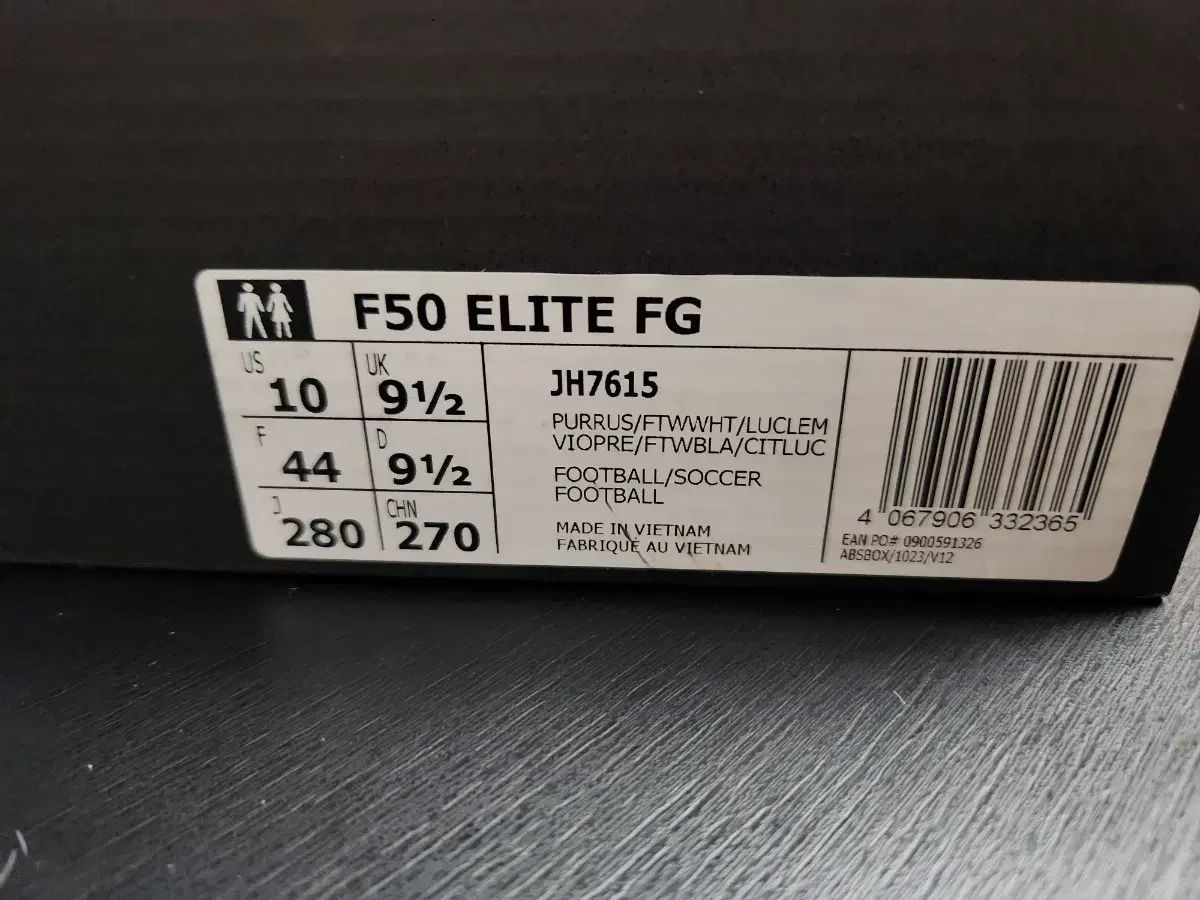 F50 ELITE FG
US 10 UK 9½
F 44 D 9½
J 280 CHN 270
JH7615
PURRUS/FTWWHT/LUCLEM
VIOPRE/FTWBLA/CITLUC
FOOTBALL/SOCCER
FOOTBALL
MADE IN VIETNAM
FABRIQUÉ AU VIETNAM
4 067906 332365
EAN PO# 0900591326
ABSBOX/1023/V12